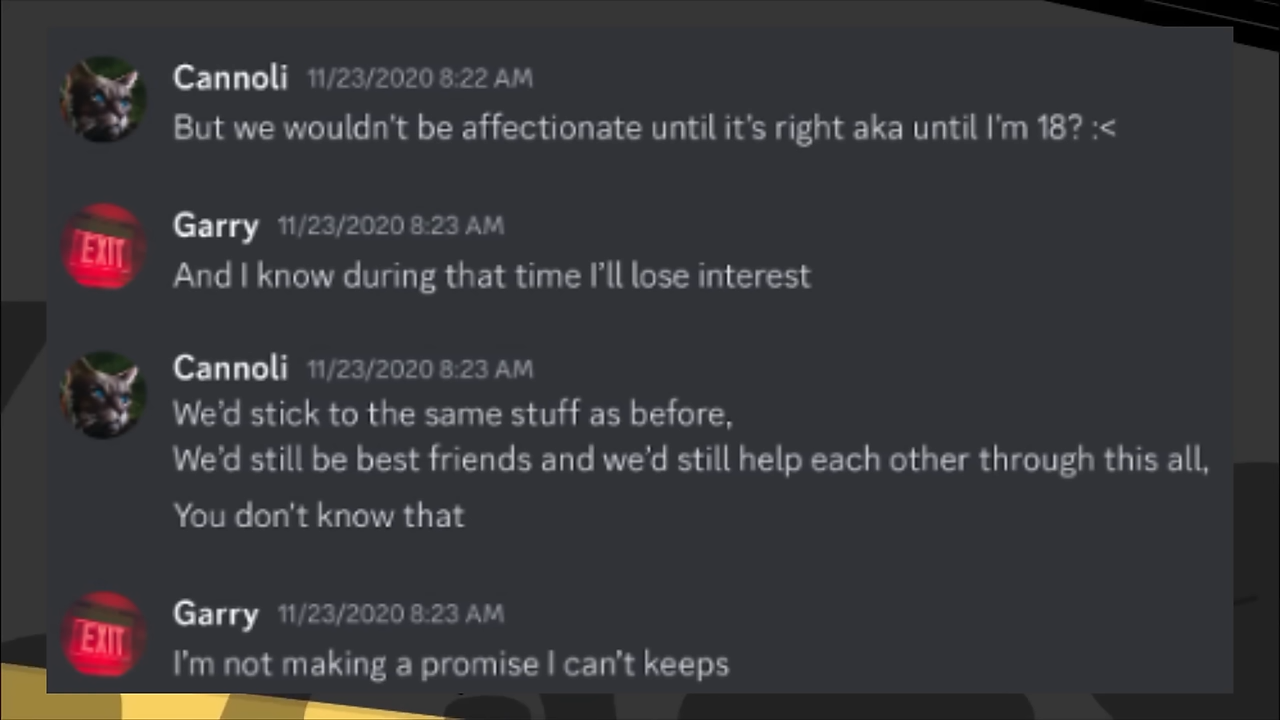 Cannoli 11/23/2020 8:22 AM
But we wouldn't be affectionate until it's right aka until I'm 18? :<
Garry 11/23/2020 8:23 AM
EXIT
And I know during that time I'll lose interest
Cannoli 11/23/2020 8:23 AM
We'd stick to the same stuff as before,
We'd still be best friends and we'd still help each other through this all,
You don't know that
Garry 11/23/2020 8:23 AM
EXIT
I'm not making a promise I can't keeps